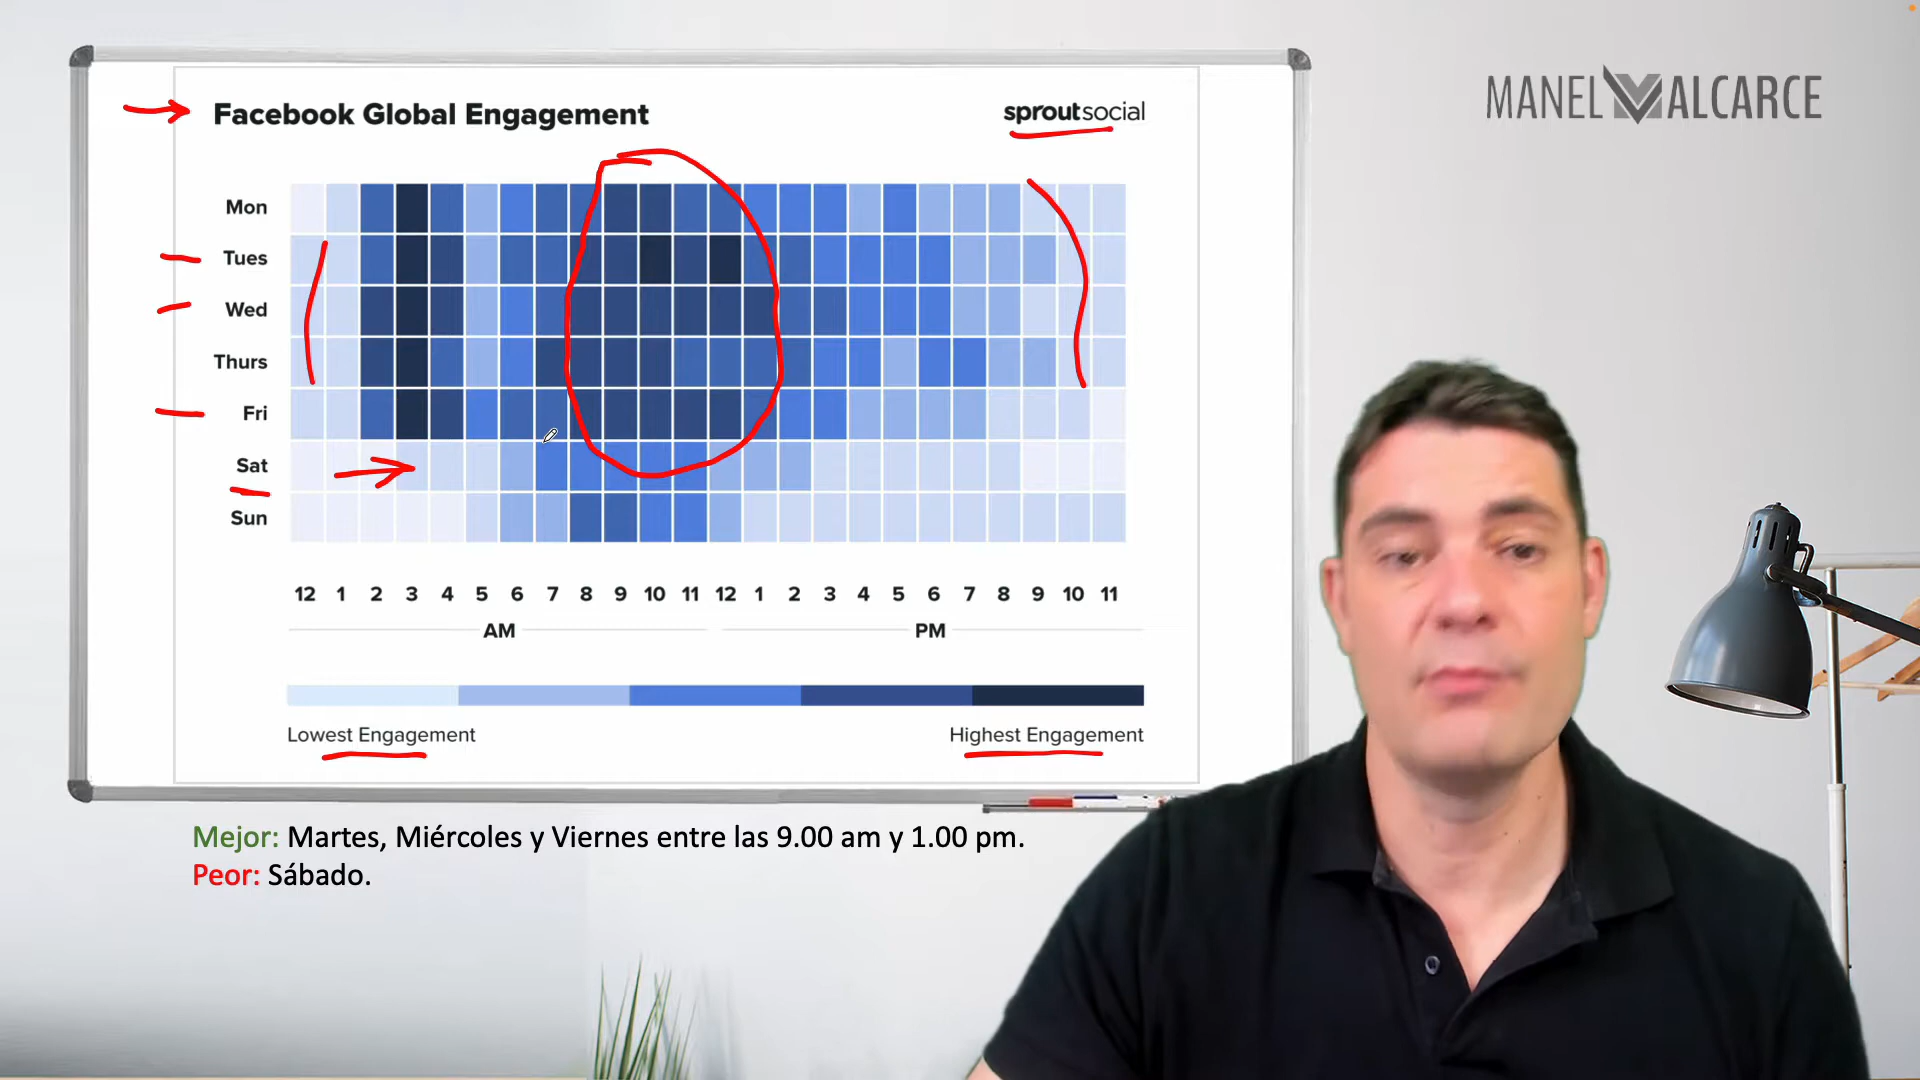 MANEL VALCARCE
Facebook Global Engagement
sproutsocial
Mon
Tues
Wed
Thurs
Fri
Sat
Sun
12 1 2 3 4 5 6 7 8 9 10 11 12 1 2 3 4 5 6 7 8 9 10 11
AM PM
Lowest Engagement Highest Engagement
Mejor: Martes, Miércoles y Viernes entre las 9.00 am y 1.00 pm.
Peor: Sábado.